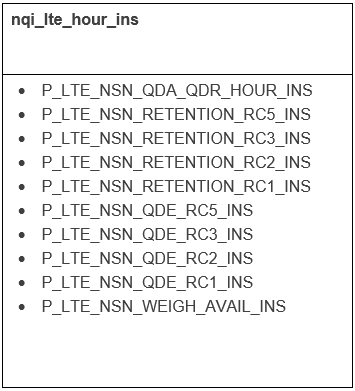 nqi_lte_hour_ins
• P_LTE_NSN_QDA_QDR_HOUR_INS
• P_LTE_NSN_RETENTION_RC5_INS
• P_LTE_NSN_RETENTION_RC3_INS
• P_LTE_NSN_RETENTION_RC2_INS
• P_LTE_NSN_RETENTION_RC1_INS
• P_LTE_NSN_QDE_RC5_INS
• P_LTE_NSN_QDE_RC3_INS
• P_LTE_NSN_QDE_RC2_INS
• P_LTE_NSN_QDE_RC1_INS
• P_LTE_NSN_WEIGH_AVAIL_INS